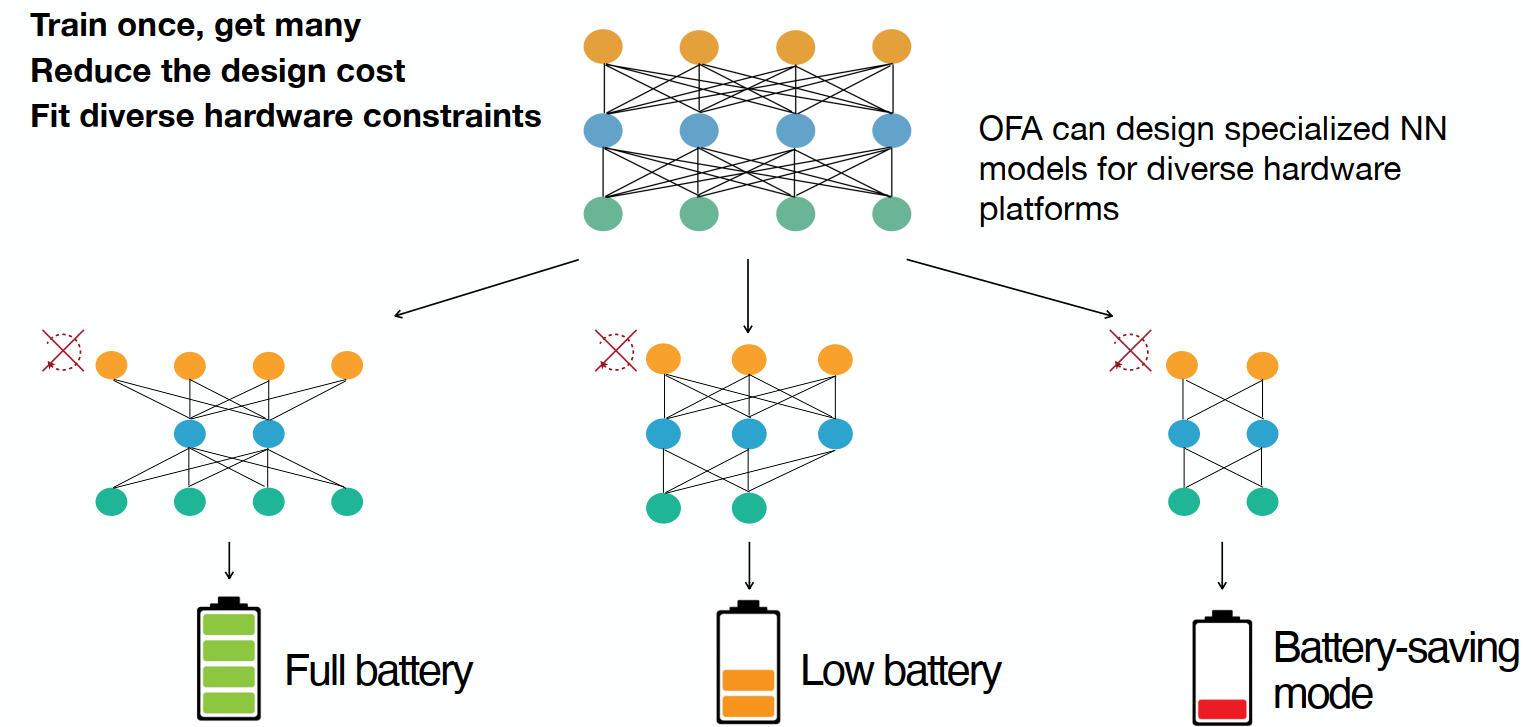 Train once, get many
Reduce the design cost
Fit diverse hardware constraints
OFA can design specialized NN
models for diverse hardware
platforms
Full battery
Low battery
Battery-saving
mode